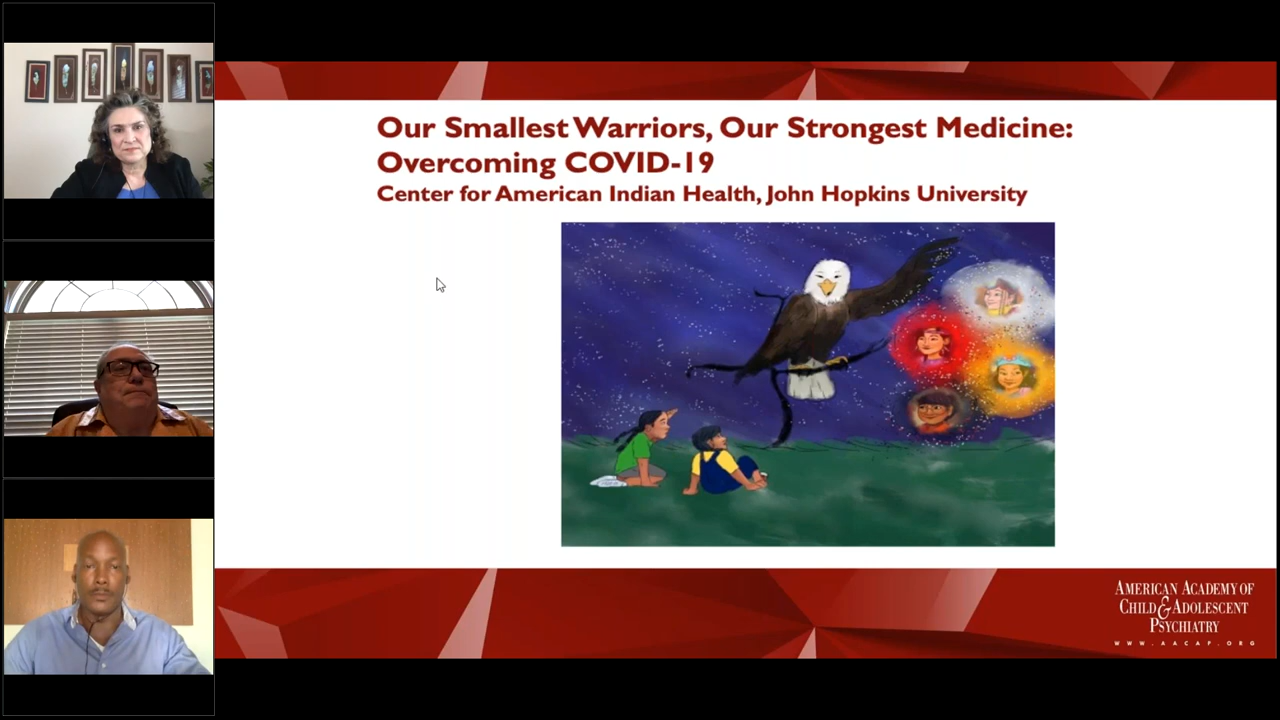 Our Smallest Warriors, Our Strongest Medicine:
Overcoming COVID-19
Center for American Indian Health, John Hopkins University
AMERICAN ACADEMY OF
CHILD & ADOLESCENT
PSYCHIATRY
WWW.AACAP.ORG